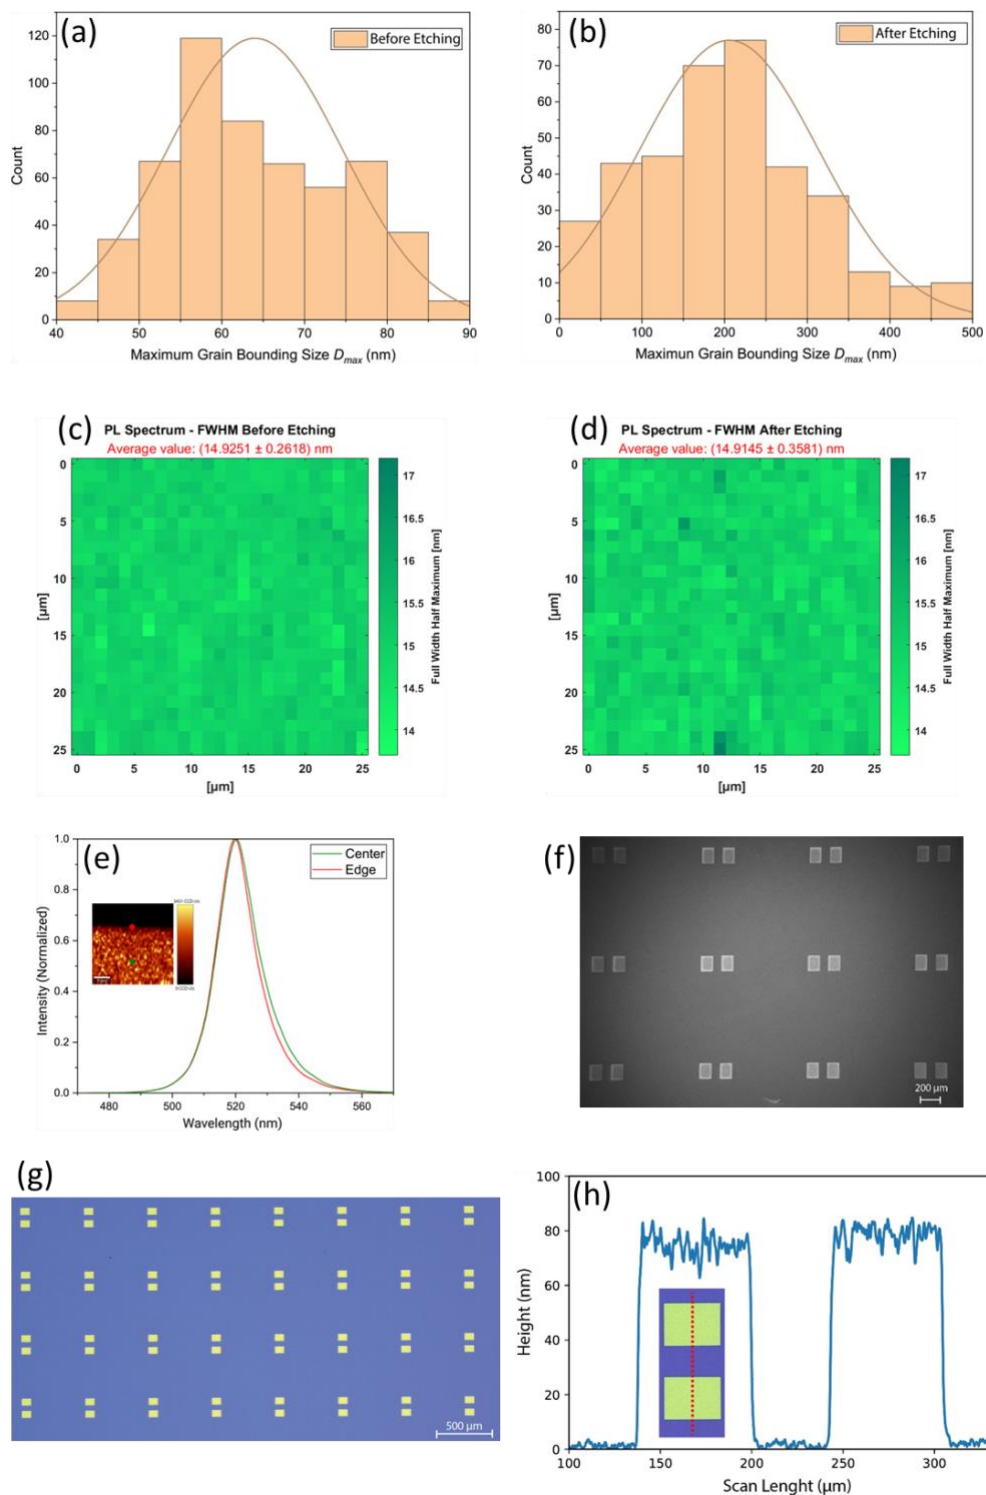 (a)
Before Etching
120
100
80
60
40
20
0
Count
40
50
60
70
80
90
Maximum Grain Bounding Size Dmax (nm)
(b)
After Etching
80
70
60
50
40
30
20
10
0
Count
0
100
200
300
400
500
Maximun Grain Bounding Size Dmax (nm)
(c)
PL Spectrum - FWHM Before Etching
Average value: (14.9251 ± 0.2618) nm
0
5
10
15
20
25
[µm]
0
5
10
15
20
25
[µm]
17
16
15
14.5
14
Full Width Half Maximum [nm]
(d)
PL Spectrum - FWHM After Etching
Average value: (14.9145 ± 0.3581) nm
0
5
10
15
20
25
[µm]
0
5
10
15
20
25
[µm]
17
16
15
14.5
14
Full Width Half Maximum [nm]
(e)
Center
Edge
1.0
0.8
0.6
0.4
0.2
0.0
Intensity (Normalized)
480
500
520
540
560
Wavelength (nm)
(f)
200 µm
(g)
500 µm
(h)
100
80
60
40
20
0
Height (nm)
100
150
200
250
300
Scan Lenght (µm)